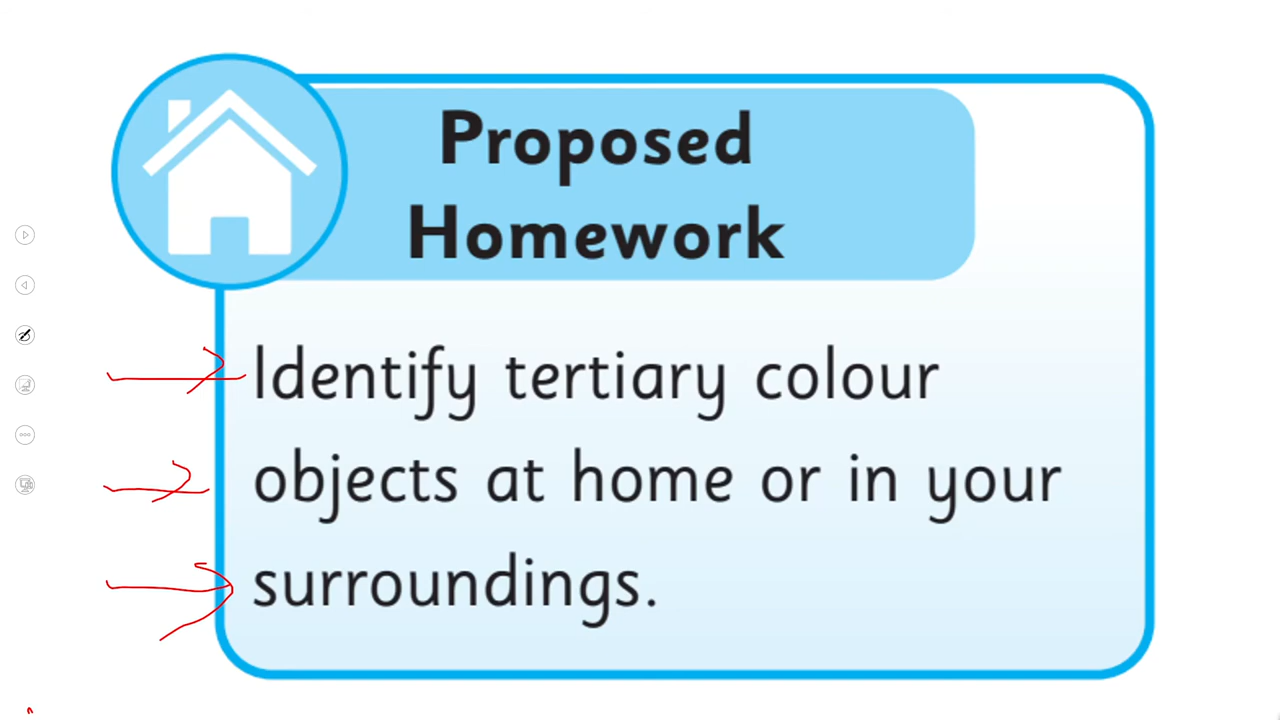 Proposed
Homework
Identify tertiary colour
objects at home or in your
surroundings.